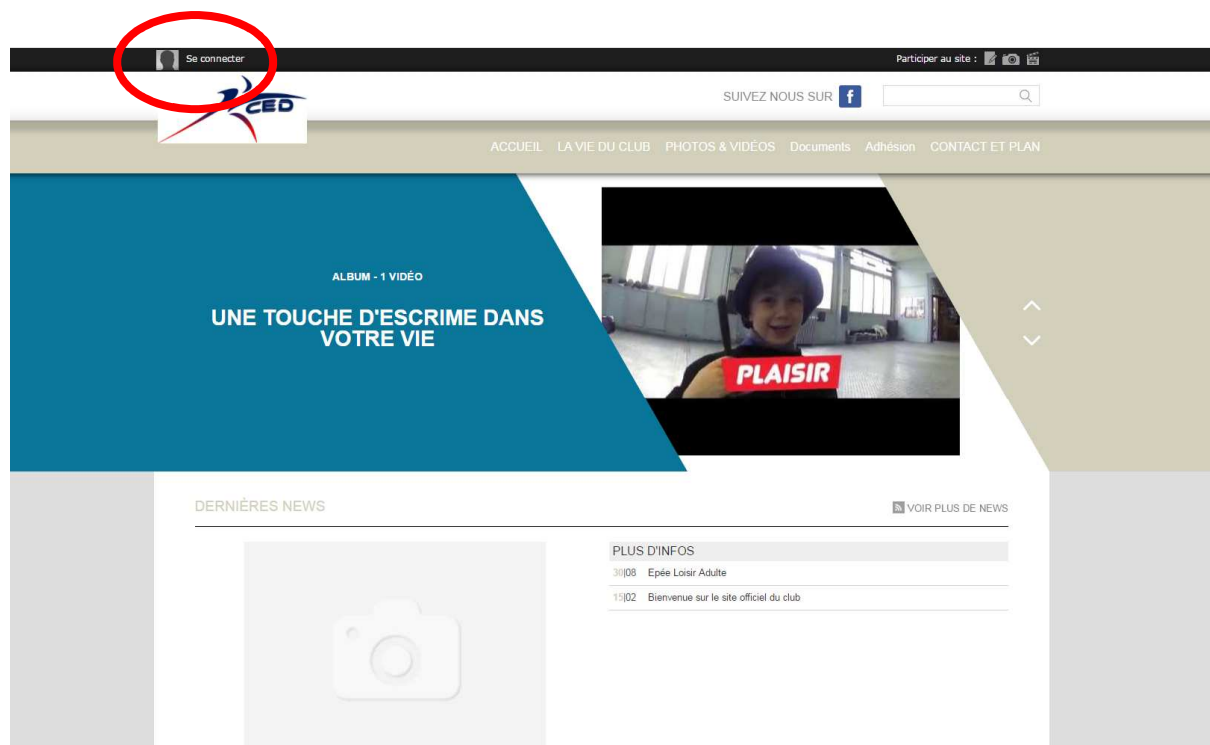 Se connecter
Participer au site :
CED
SUIVEZ NOUS SUR f
ACCUEIL LA VIE DU CLUB PHOTOS & VIDÉOS Documents Adhésion CONTACT ET PLAN
ALBUM - 1 VIDÉO
UNE TOUCHE D'ESCRIME DANS
VOTRE VIE
PLAISIR
DERNIÈRES NEWS
VOIR PLUS DE NEWS
PLUS D'INFOS
30|08 Epée Loisir Adulte
15|02 Bienvenue sur le site officiel du club